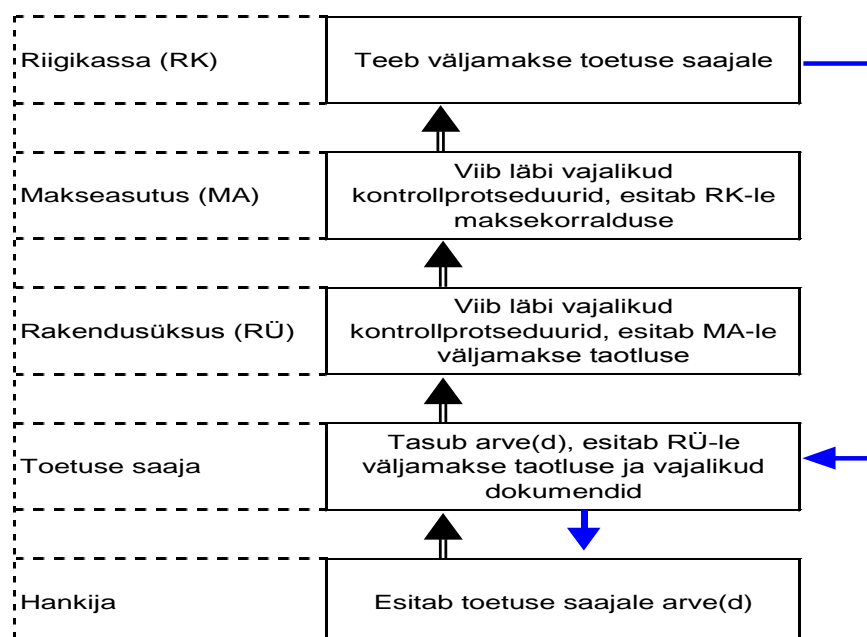 Riigikassa (RK)
Teeb väljamakse toetuse saajale
Makseasutus (MA)
Viib läbi vajalikud
kontrollprotseduurid, esitab RK-le
maksekorralduse
Rakendusüksus (RÜ)
Viib läbi vajalikud
kontrollprotseduurid, esitab MA-le
väljamakse taotluse
Toetuse saaja
Tasub arve(d), esitab RÜ-le
väljamakse taotluse ja vajalikud
dokumendid
Hankija
Esitab toetuse saajale arve(d)